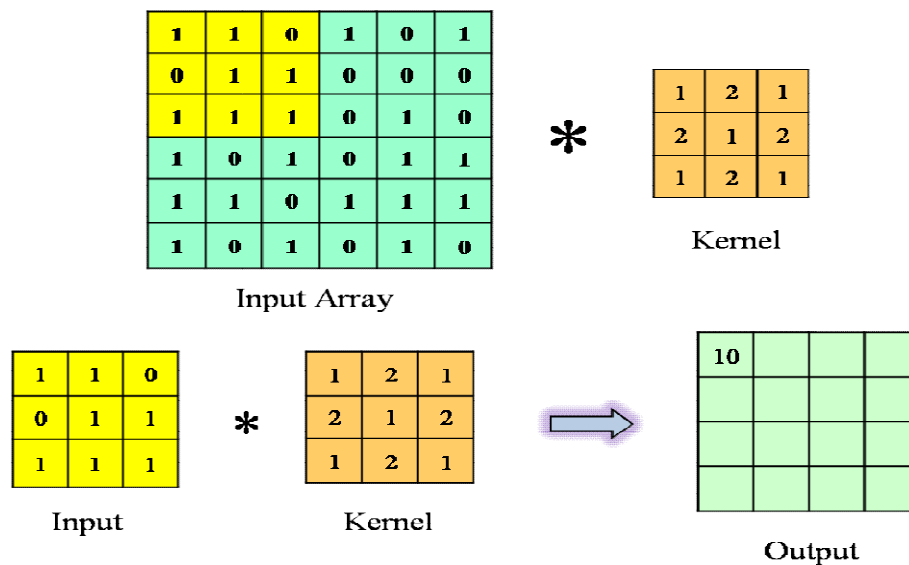 1 1 0 1 0 1
0 1 1 0 0 0
1 1 1 0 1 0
1 0 1 0 1 1
1 1 0 1 1 1
1 0 1 0 1 0
Input Array
*
1 2 1
2 1 2
1 2 1
Kernel
1 1 0
0 1 1
1 1 1
Input
*
1 2 1
2 1 2
1 2 1
Kernel
10
Output